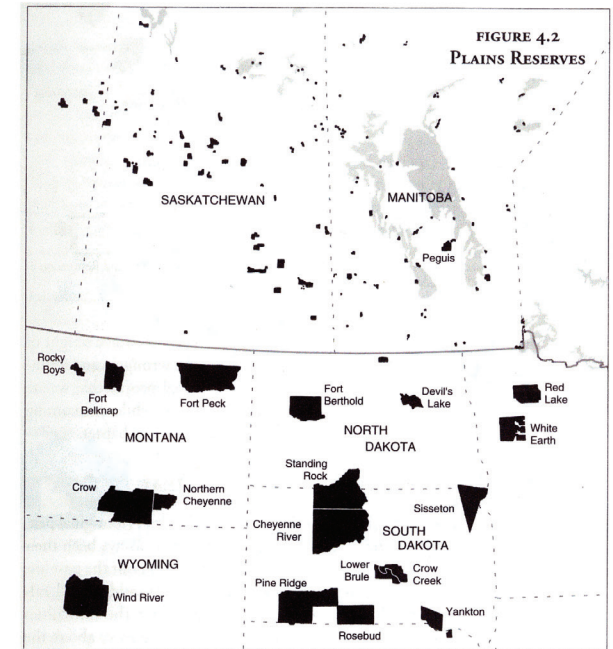 FIGURE 4.2
PLAINS RESERVES
SASKATCHEWAN
MANITOBA
Peguis
Rocky
Boys
Fort
Belknap
Fort Peck
MONTANA
Crow
Northern
Cheyenne
WYOMING
Wind River
Fort
Berthold
Devil's
Lake
NORTH
DAKOTA
Standing
Rock
Cheyenne
River
SOUTH
DAKOTA
Sisseton
Lower
Brule
Crow
Creek
Pine Ridge
Rosebud
Yankton
Red
Lake
White
Earth